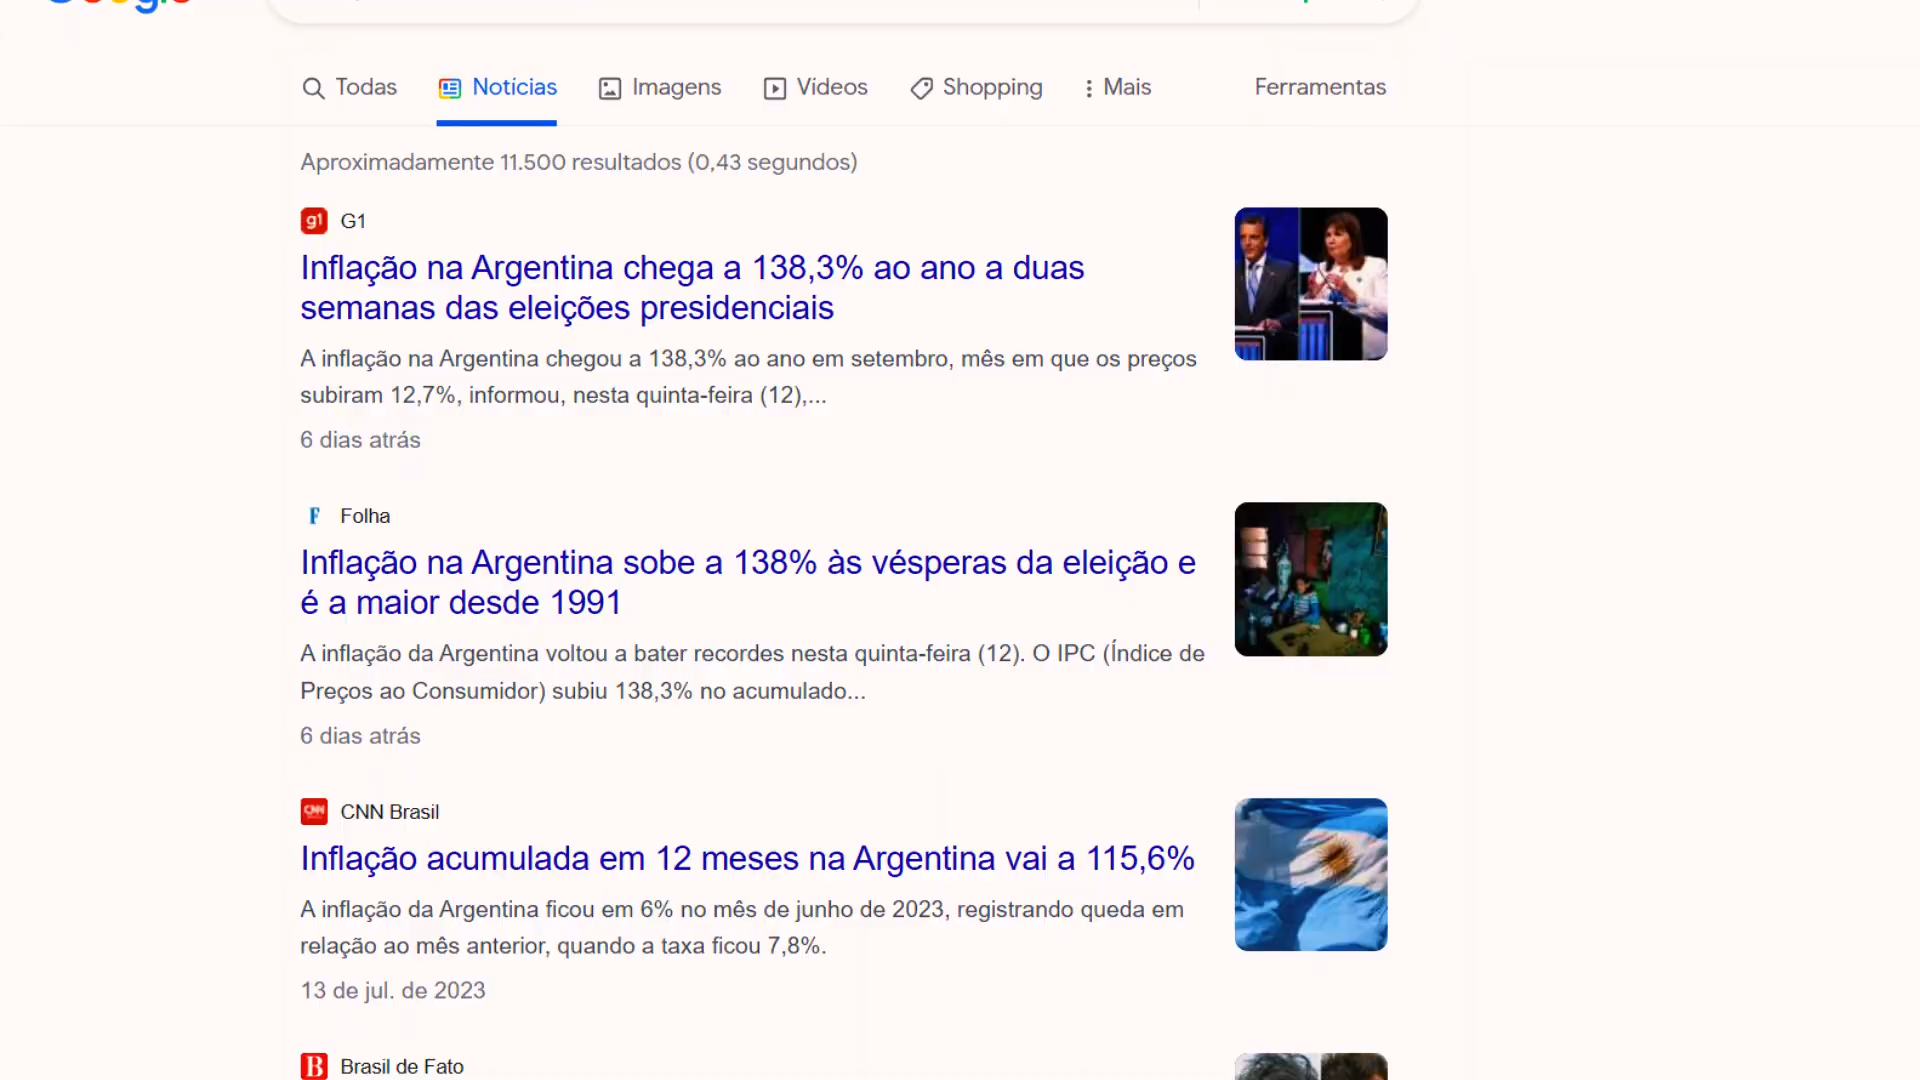 Todas Notícias Imagens Vídeos Shopping Mais Ferramentas
Aproximadamente 11.500 resultados (0,43 segundos)
g1 G1
Inflação na Argentina chega a 138,3% ao ano a duas
semanas das eleições presidenciais
A inflação na Argentina chegou a 138,3% ao ano em setembro, mês em que os preços
subiram 12,7%, informou, nesta quinta-feira (12),...
6 dias atrás
F Folha
Inflação na Argentina sobe a 138% às vésperas da eleição e
é a maior desde 1991
A inflação da Argentina voltou a bater recordes nesta quinta-feira (12). O IPC (Índice de
Preços ao Consumidor) subiu 138,3% no acumulado...
6 dias atrás
CNN CNN Brasil
Inflação acumulada em 12 meses na Argentina vai a 115,6%
A inflação da Argentina ficou em 6% no mês de junho de 2023, registrando queda em
relação ao mês anterior, quando a taxa ficou 7,8%.
13 de jul. de 2023
B Brasil de Fato